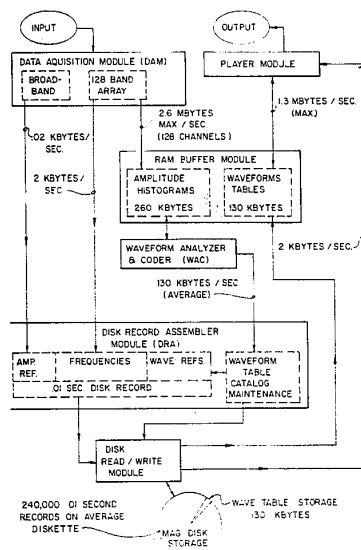 INPUT
OUTPUT
DATA AQUISITION MODULE (DAM)
BROAD-
BAND
128 BAND
ARRAY
PLAYER MODULE
.02 KBYTES/
SEC.
2.6 MBYTES
MAX / SEC.
(128 CHANNELS)
1.3 MBYTES/SEC.
(MAX.)
2 KBYTES/
SEC
RAM BUFFER MODULE
AMPLITUDE
HISTOGRAMS
260 KBYTES
WAVEFORMS
TABLES
130 KBYTES
WAVEFORM ANALYZER
& CODER (WAC)
2 KBYTES/SEC.
130 KBYTES / SEC.
(AVERAGE)
DISK RECORD ASSEMBLER
MODULE (DRA)
AMP.
REF.
FREQUENCIES
WAVE REFS.
.01 SEC. DISK RECORD
WAVEFORM
TABLE
CATALOG
MAINTENANCE
DISK
READ / WRITE
MODULE
240,000 .01 SECOND
RECORDS ON AVERAGE
DISKETTE
WAVE TABLE STORAGE
130 KBYTES
MAG DISK
STORAGE